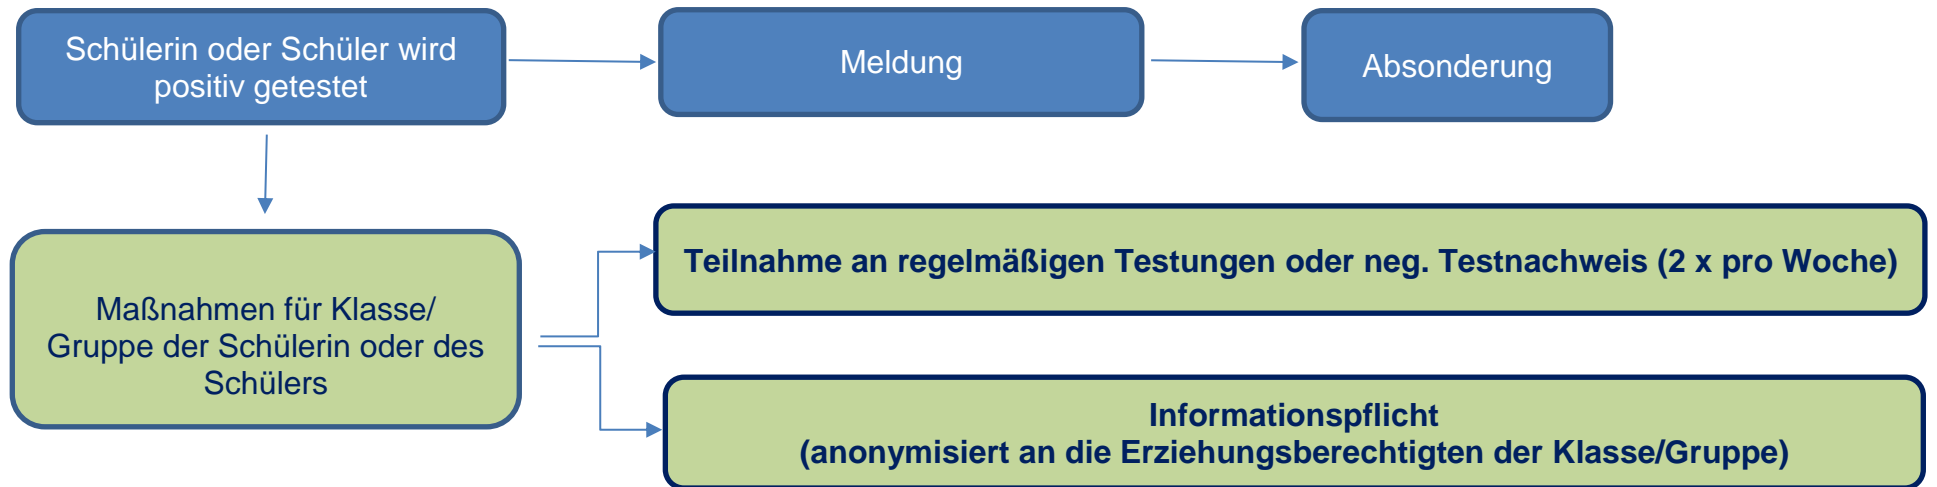 Schülerin oder Schüler wird
positiv getestet
Meldung
Absonderung
Maßnahmen für Klasse/
Gruppe der Schülerin oder des
Schülers
Teilnahme an regelmäßigen Testungen oder neg. Testnachweis (2 x pro Woche)
Informationspflicht
(anonymisiert an die Erziehungsberechtigten der Klasse/Gruppe)